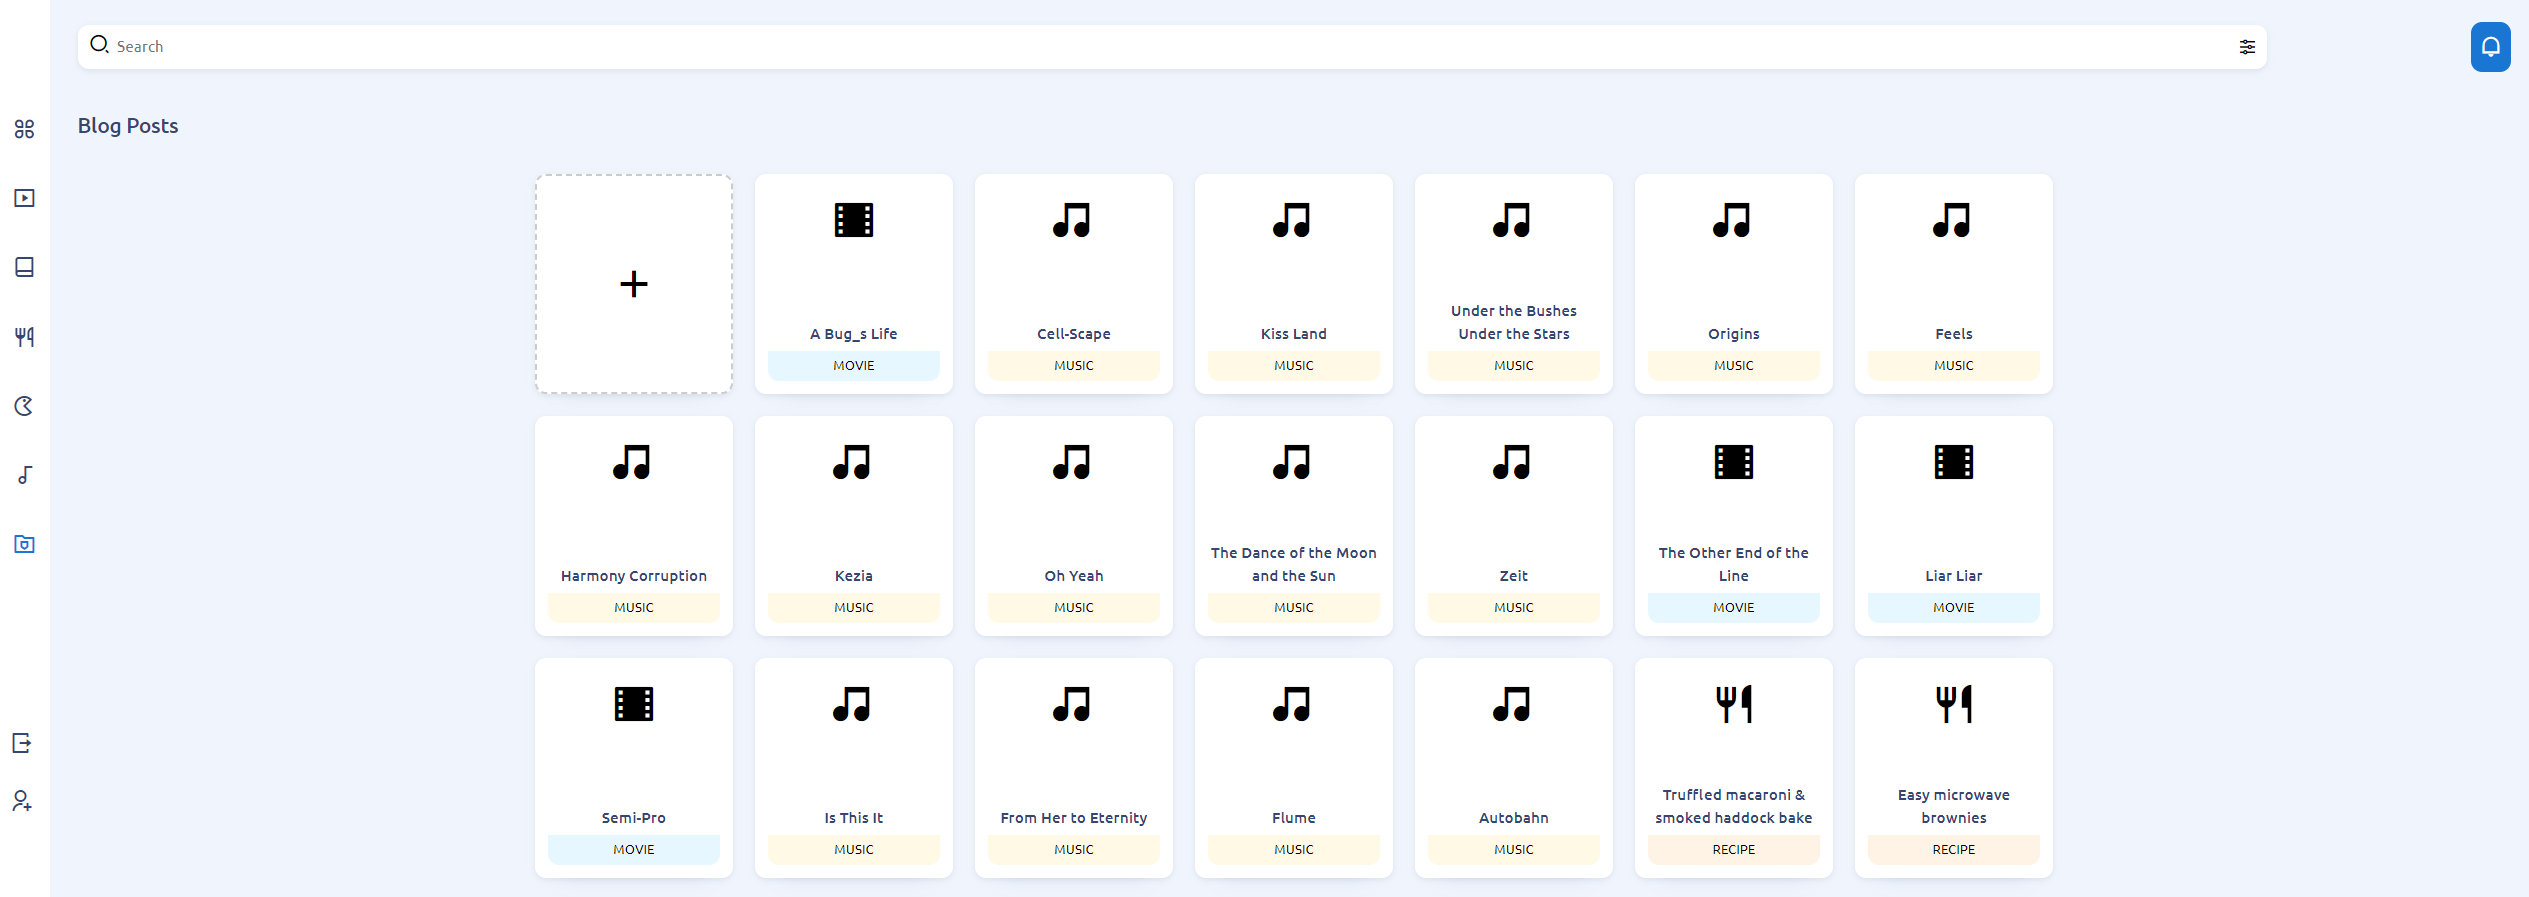 Search
Blog Posts
A Bug_s Life
MOVIE
Cell-Scape
MUSIC
Kiss Land
MUSIC
Under the Bushes
Under the Stars
MUSIC
Origins
MUSIC
Feels
MUSIC
Harmony Corruption
MUSIC
Kezia
MUSIC
Oh Yeah
MUSIC
The Dance of the Moon
and the Sun
MUSIC
Zeit
MUSIC
The Other End of the
Line
MOVIE
Liar Liar
MOVIE
Semi-Pro
MOVIE
Is This It
MUSIC
From Her to Eternity
MUSIC
Flume
MUSIC
Autobahn
MUSIC
Truffled macaroni &
smoked haddock bake
RECIPE
Easy microwave
brownies
RECIPE